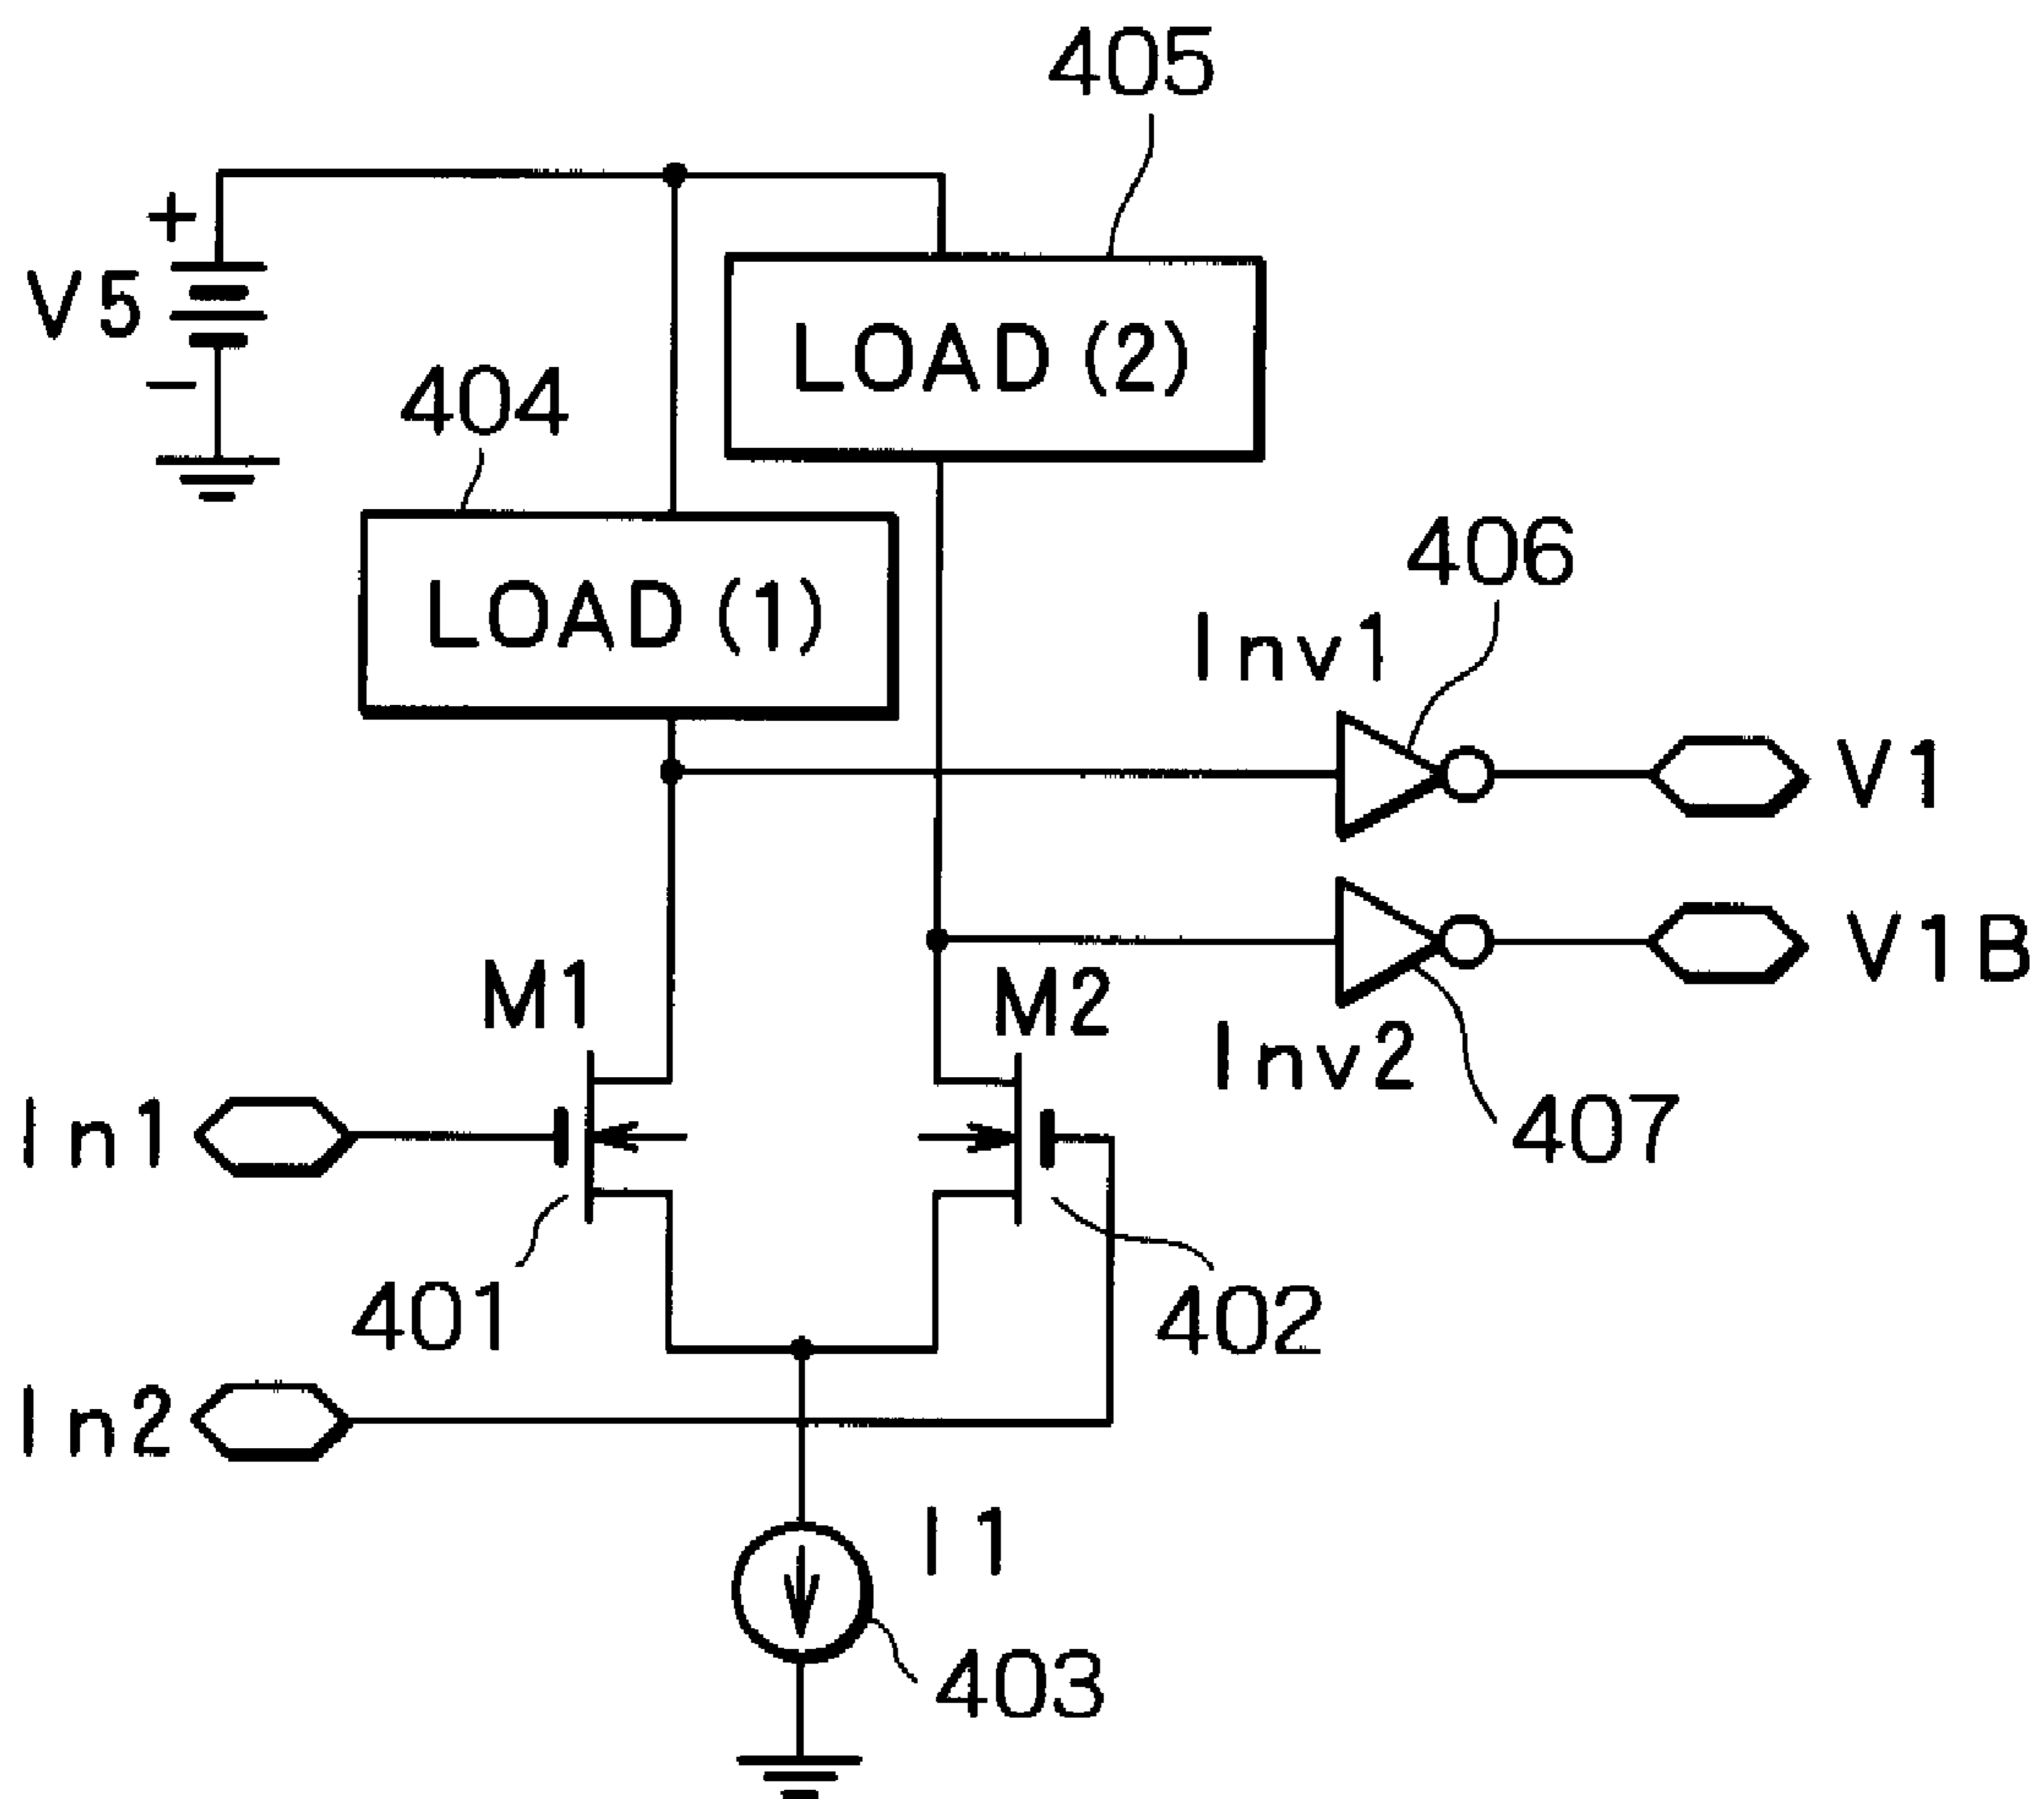 405
+
V5
LOAD (2)
−
404
406
LOAD (1)
Inv1
V1
V1B
M1
M2
Inv2
In1
407
401
402
In2
I1
403